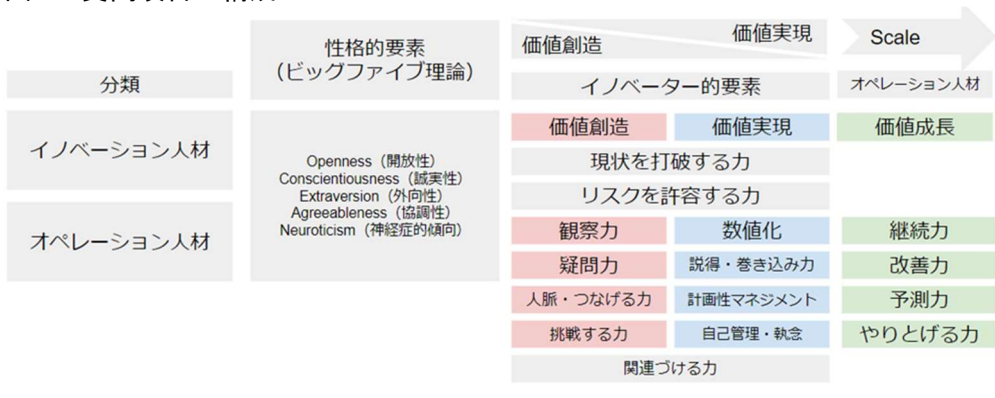 分類
イノベーション人材
オペレーション人材
性格的要素
（ビッグファイブ理論）
Openness（開放性）
Conscientiousness（誠実性）
Extraversion（外向性）
Agreeableness（協調性）
Neuroticism（神経症的傾向）
価値創造
価値実現
Scale
イノベーター的要素
オペレーション人材
価値創造
価値実現
価値成長
現状を打破する力
リスクを許容する力
観察力
数値化
継続力
疑問力
説得・巻き込み力
改善力
人脈・つなげる力
計画性マネジメント
予測力
挑戦する力
自己管理・執念
やりとげる力
関連づける力